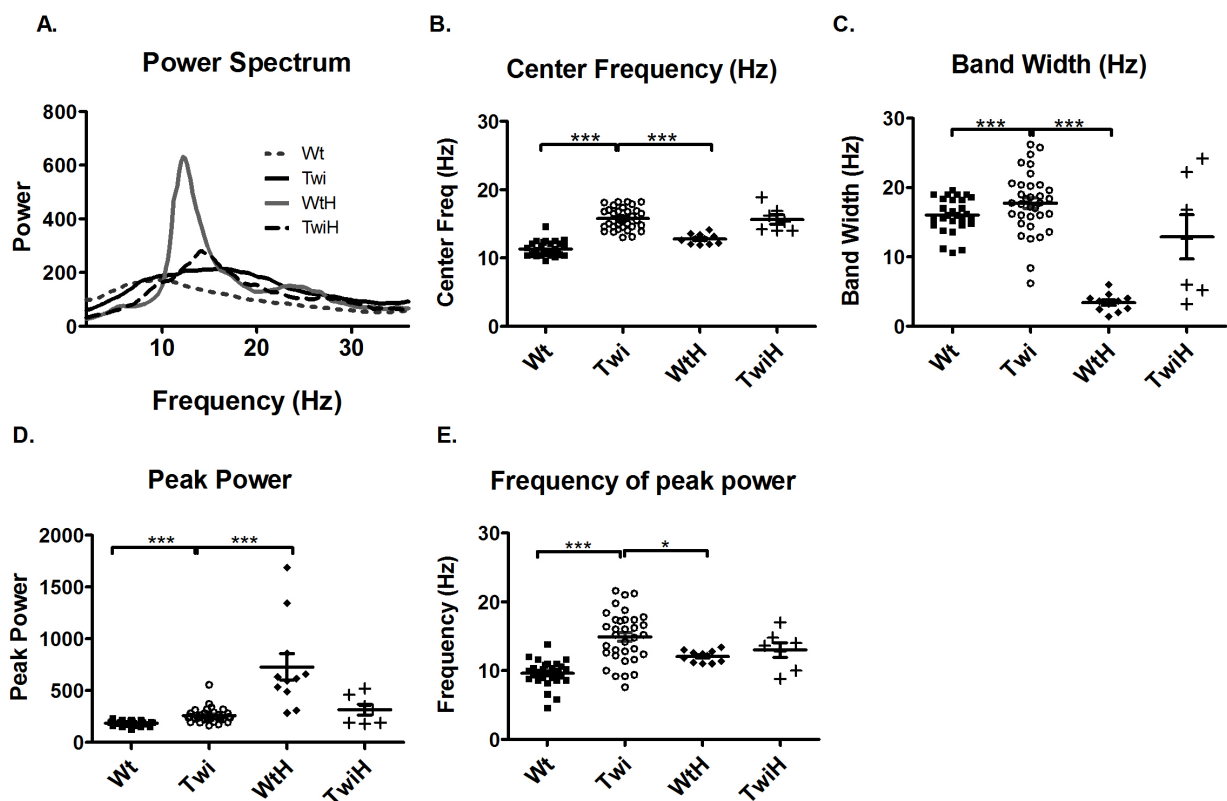 A.
Power Spectrum
800
600
400
200
0
Power
Wt
Twi
WtH
TwiH
10
20
30
Frequency (Hz)
B.
Center Frequency (Hz)
30
20
10
0
Center Freq (Hz)
***
***
Wt
Twi
WtH
TwiH
C.
Band Width (Hz)
30
20
10
0
Band Width (Hz)
***
***
Wt
Twi
WtH
TwiH
D.
Peak Power
2000
1500
1000
500
0
Peak Power
***
***
Wt
Twi
WtH
TwiH
E.
Frequency of peak power
30
20
10
0
Frequency (Hz)
***
*
Wt
Twi
WtH
TwiH